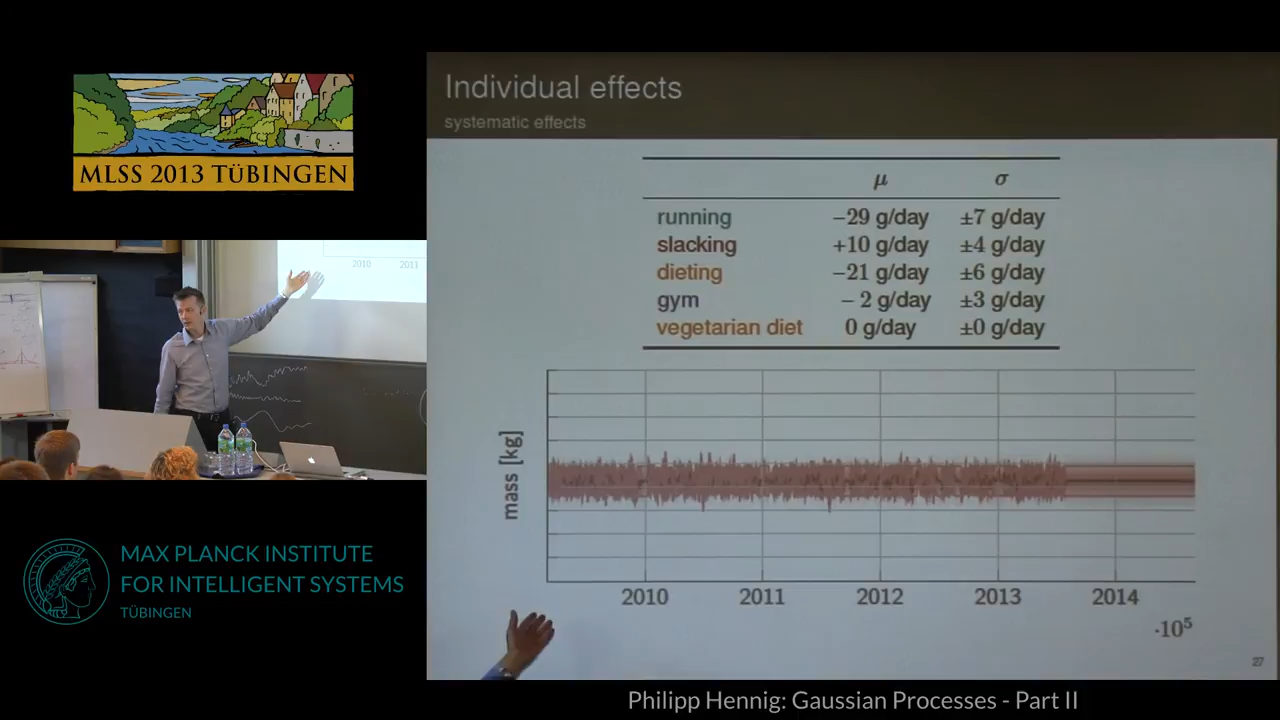 MLSS 2013 TÜBINGEN
2010 2011
MAX PLANCK INSTITUTE
FOR INTELLIGENT SYSTEMS
TÜBINGEN
Individual effects
systematic effects
μ σ
running −29 g/day ±7 g/day
slacking +10 g/day ±4 g/day
dieting −21 g/day ±6 g/day
gym − 2 g/day ±3 g/day
vegetarian diet 0 g/day ±0 g/day
mass [kg]
2010 2011 2012 2013 2014
·10⁵
27
Philipp Hennig: Gaussian Processes - Part II